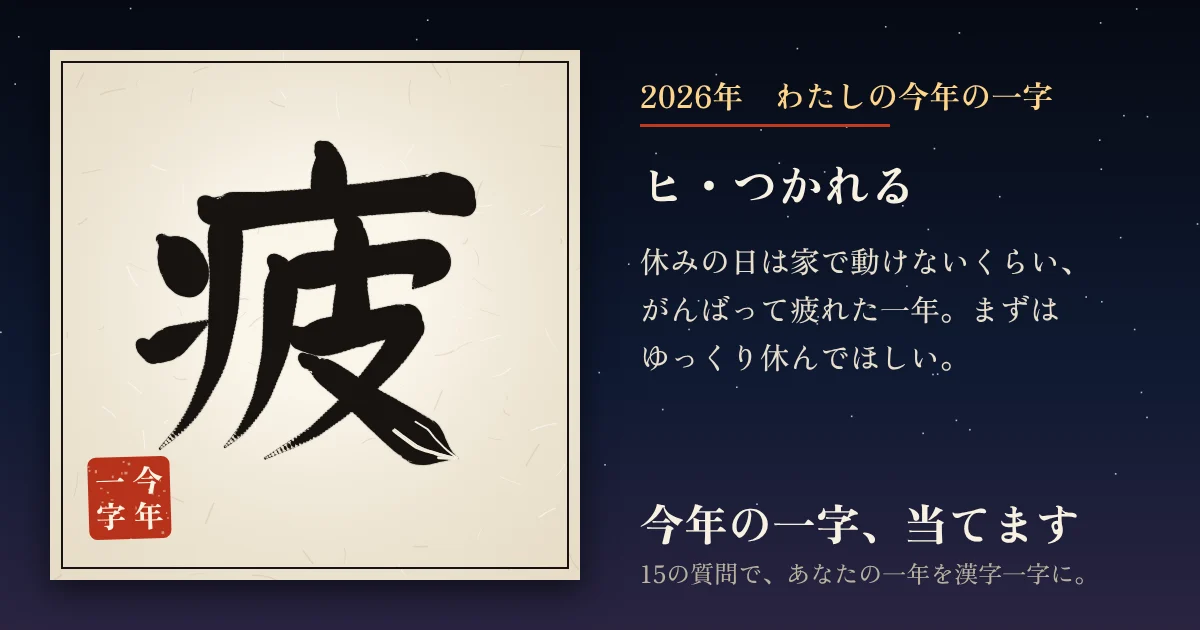 疲
今年
一字
2026年 わたしの今年の一字
ヒ・つかれる
休みの日は家で動けないくらい、
がんばって疲れた一年。まずは
ゆっくり休んでほしい。
今年の一字、当てます
15の質問で、あなたの一年を漢字一字に。